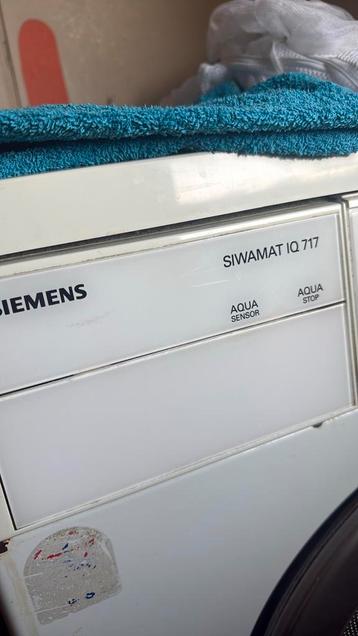 SIEMENS
SIWAMAT IQ 717
AQUA
SENSOR
AQUA
STOP